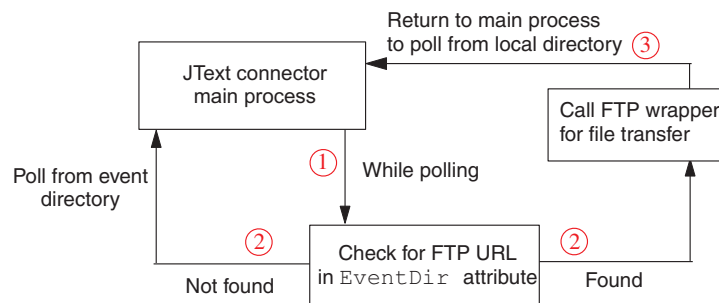 Return to main process
to poll from local directory
③
JText connector
main process
Call FTP wrapper
for file transfer
①
While polling
Poll from event
directory
②
Not found
Check for FTP URL
in EventDir attribute
②
Found